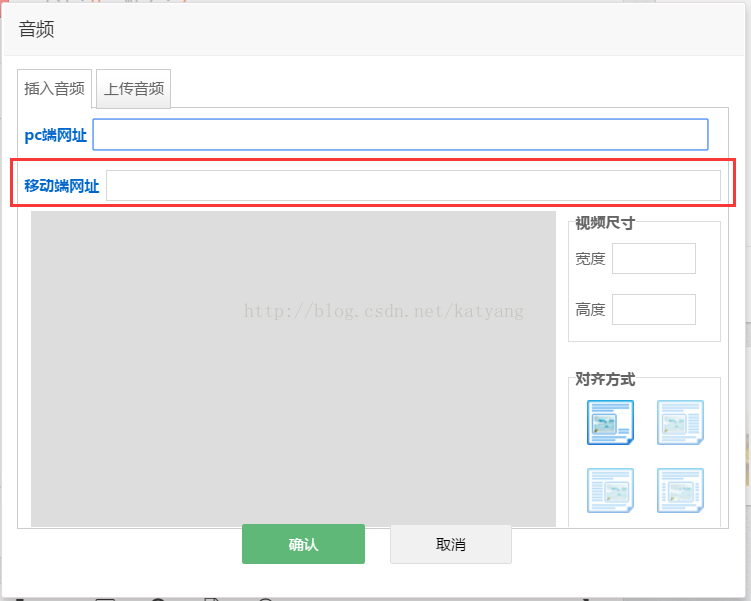 音频
插入音频 上传音频
pc端网址
移动端网址
视频尺寸
宽度
http://blog.csdn.net/katyang
高度
对齐方式
确认 取消